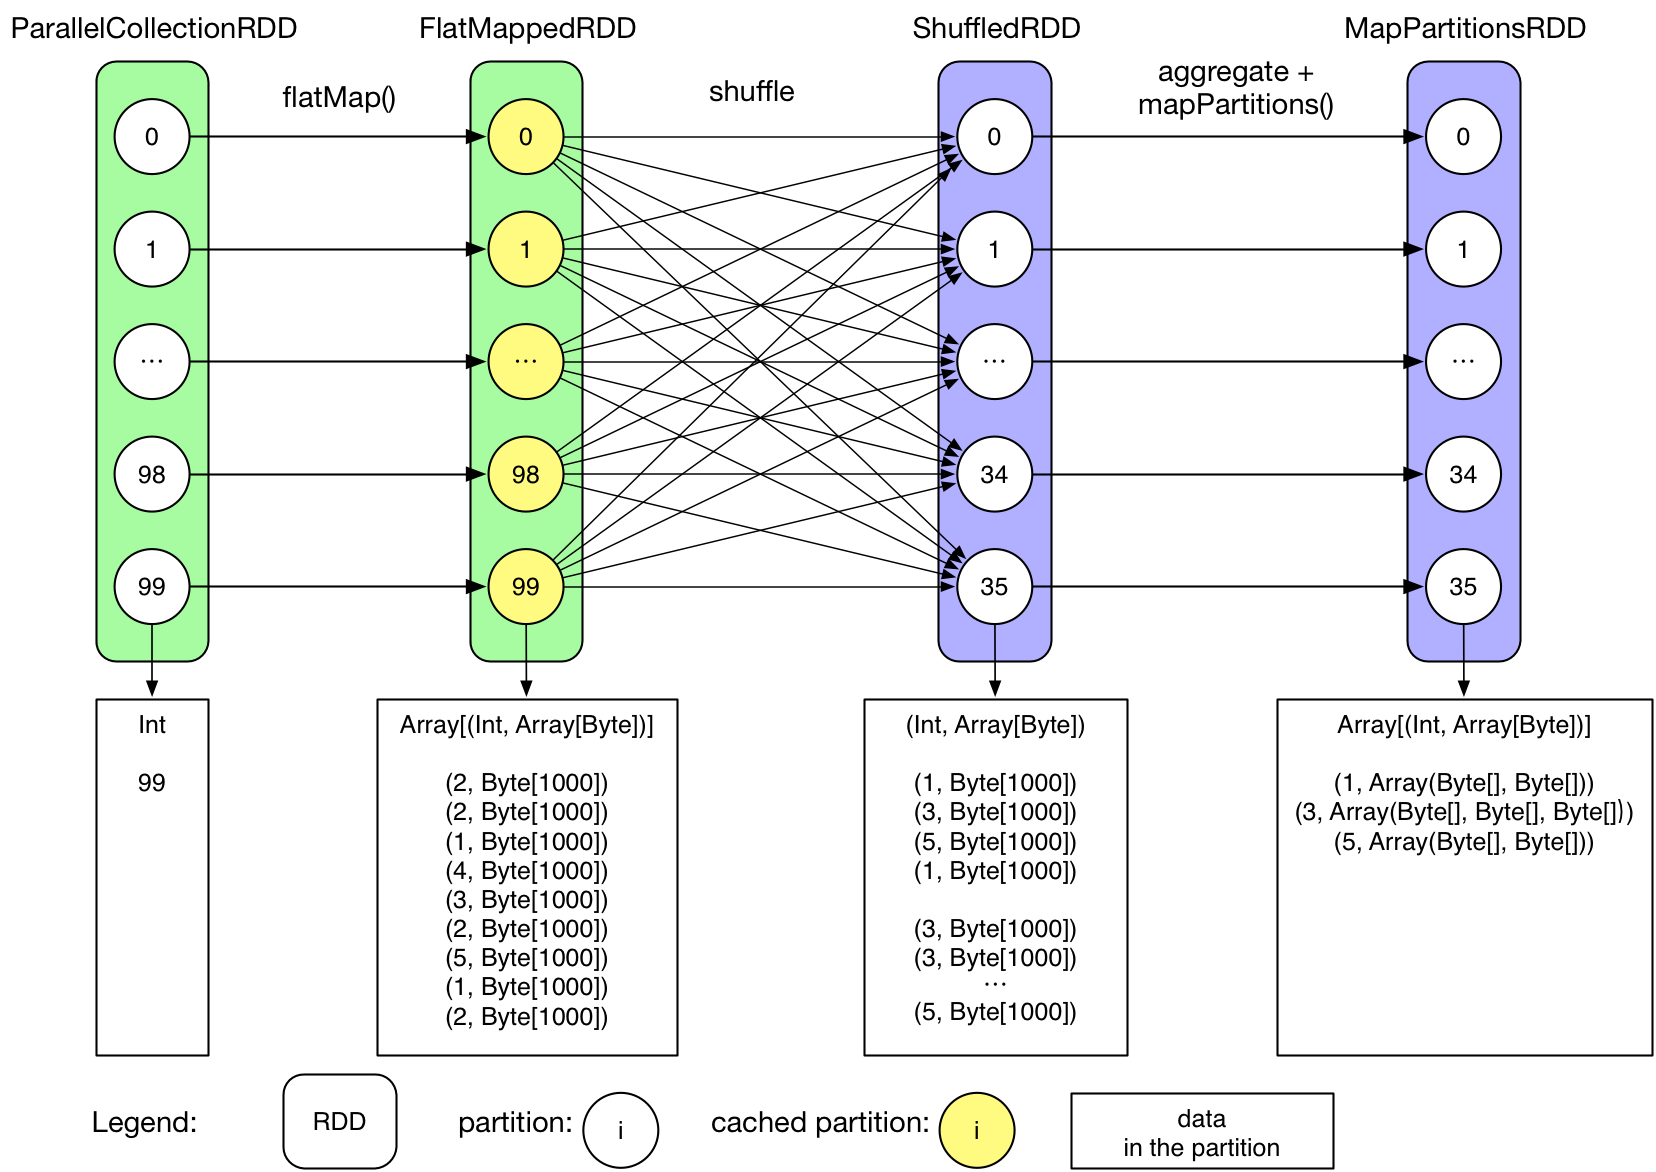 ParallelCollectionRDD
FlatMappedRDD
ShuffledRDD
MapPartitionsRDD
flatMap()
shuffle
aggregate +
mapPartitions()
0
0
0
0
1
1
1
1
...
...
...
...
98
98
34
34
99
99
35
35
Int
99
Array[(Int, Array[Byte])]
(2, Byte[1000])
(2, Byte[1000])
(1, Byte[1000])
(4, Byte[1000])
(3, Byte[1000])
(2, Byte[1000])
(5, Byte[1000])
(1, Byte[1000])
(2, Byte[1000])
(Int, Array[Byte])
(1, Byte[1000])
(3, Byte[1000])
(5, Byte[1000])
(1, Byte[1000])
(3, Byte[1000])
(3, Byte[1000])
...
(5, Byte[1000])
Array[(Int, Array[Byte])]
(1, Array(Byte[], Byte[]))
(3, Array(Byte[], Byte[], Byte[]))
(5, Array(Byte[], Byte[]))
Legend:
RDD
partition:
i
cached partition:
i
data
in the partition